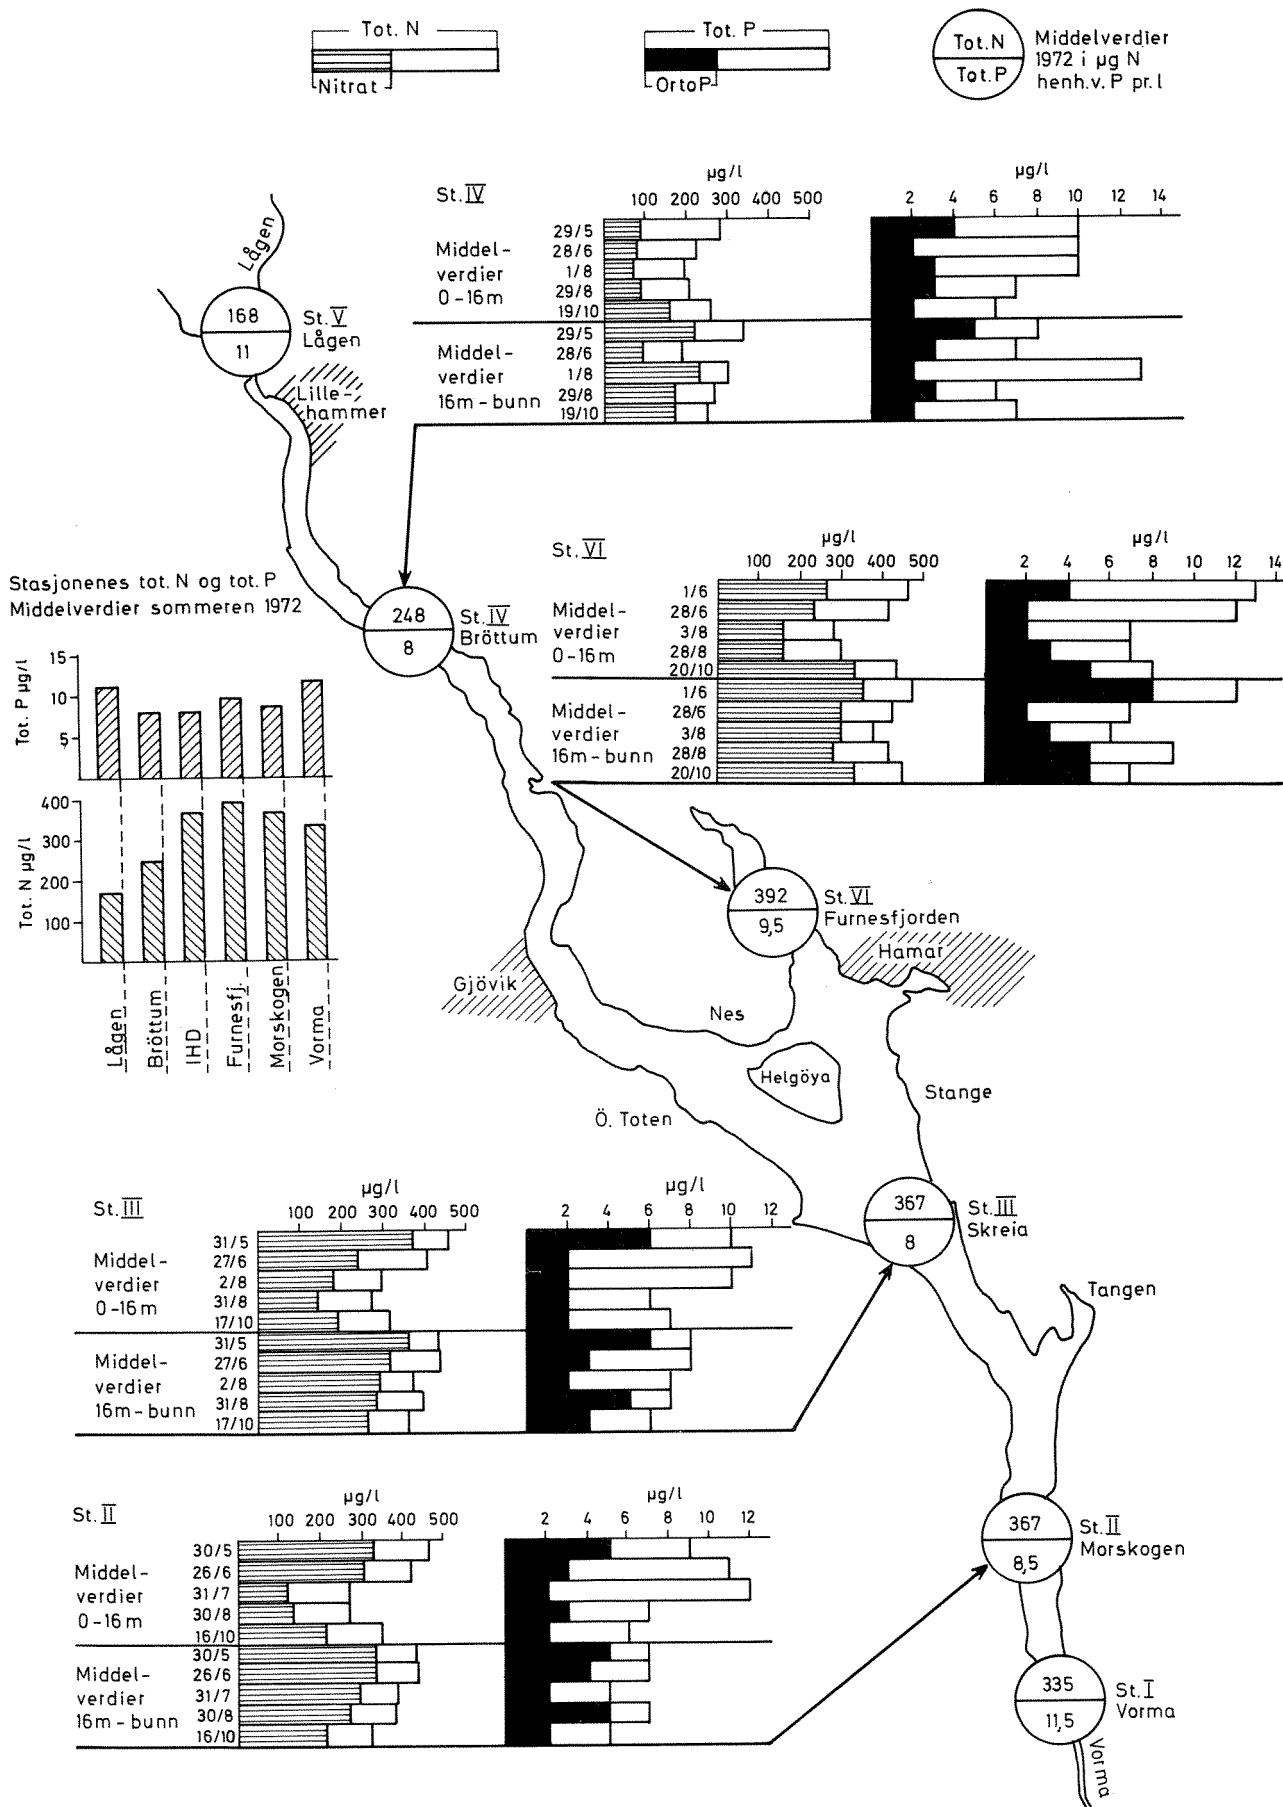 Tot. N
Nitrat
Tot. P
OrtoP
Tot.N
Tot.P
Middelverdier
1972 i µg N
henh.v. P pr. l
St. IV
µg/l
100 200 300 400 500
µg/l
2 4 6 8 10 12 14
Middel-
verdier
0-16m
29/5
28/6
1/8
29/8
19/10
Middel-
verdier
16m-bunn
29/5
28/6
1/8
29/8
19/10
Lågen
168
11
St. V
Lågen
Lille-
hammer
248
8
St. IV
Bröttum
St. VI
µg/l
100 200 300 400 500
µg/l
2 4 6 8 10 12 14
Middel-
verdier
0-16m
1/6
28/6
3/8
28/8
20/10
Middel-
verdier
16m-bunn
1/6
28/6
3/8
28/8
20/10
Stasjonenes tot. N og tot. P
Middelverdier sommeren 1972
Tot. P µg/l
15
10
5
Tot. N µg/l
400
300
200
100
Lågen
Bröttum
IHD
Furnesfj.
Morskogen
Vorma
392
9,5
St. VI
Furnesfjorden
Hamar
Gjövik
Nes
Helgöya
Stange
Ö. Toten
367
8
St. III
Skreia
Tangen
St. III
µg/l
100 200 300 400 500
µg/l
2 4 6 8 10 12
Middel-
verdier
0-16m
31/5
27/6
2/8
31/8
17/10
Middel-
verdier
16m-bunn
31/5
27/6
2/8
31/8
17/10
St. II
µg/l
100 200 300 400 500
µg/l
2 4 6 8 10 12
Middel-
verdier
0-16m
30/5
26/6
31/7
30/8
16/10
Middel-
verdier
16m-bunn
30/5
26/6
31/7
30/8
16/10
367
8,5
St. II
Morskogen
335
11,5
St. I
Vorma
Vorma